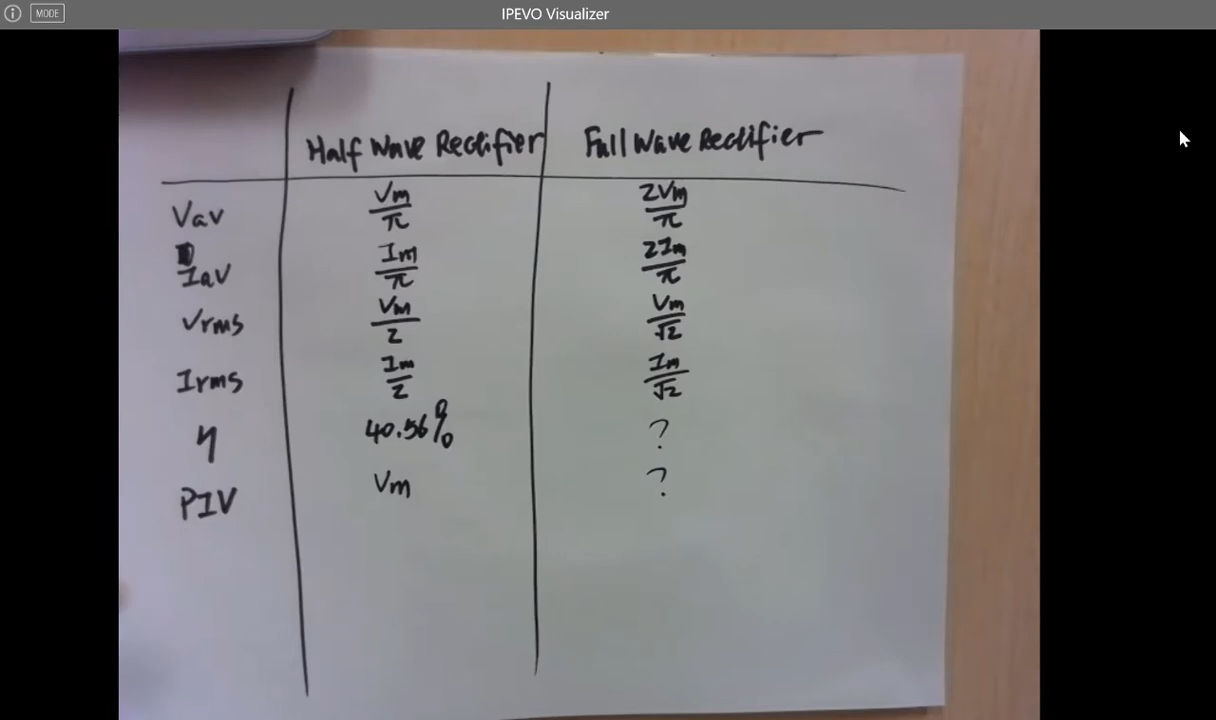 MODE
IPEVO Visualizer
Half Wave Rectifier Full Wave Rectifier
Vav Vm/π 2Vm/π
Iav Im/π 2Im/π
Vrms Vm/2 Vm/√2
Irms Im/2 Im/√2
η 40.56% ?
PIV Vm ?